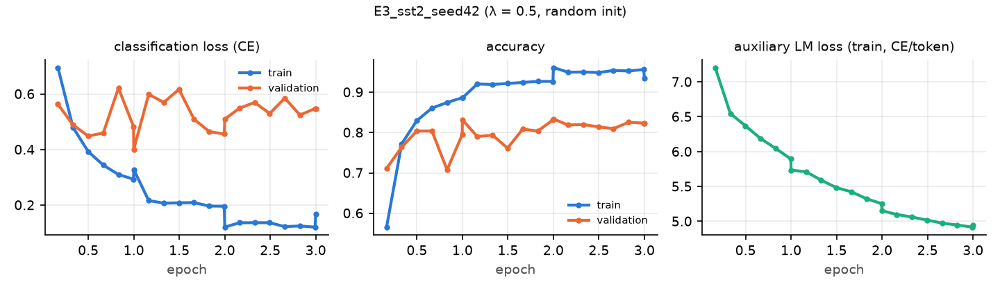 E3_sst2_seed42 (λ = 0.5, random init)
classification loss (CE)
train
validation
0.6
0.4
0.2
0.5
1.0
1.5
2.0
2.5
3.0
epoch
accuracy
0.9
0.8
0.7
0.6
train
validation
0.5
1.0
1.5
2.0
2.5
3.0
epoch
auxiliary LM loss (train, CE/token)
7.0
6.5
6.0
5.5
5.0
0.5
1.0
1.5
2.0
2.5
3.0
epoch